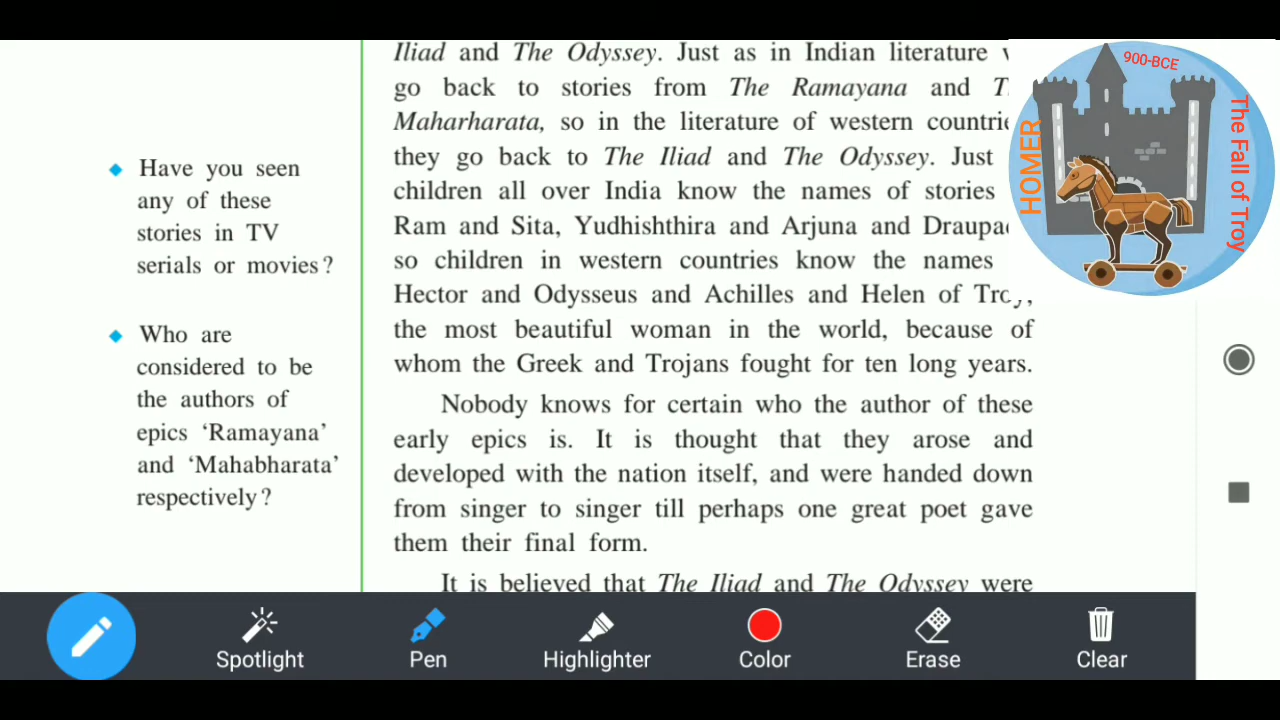 Iliad and The Odyssey. Just as in Indian literature
go back to stories from The Ramayana and
Maharharata, so in the literature of western
they go back to The Iliad and The Odyssey. Just
children all over India know the names of stories
Ram and Sita, Yudhishthira and Arjuna and
so children in western countries know the names
Hector and Odysseus and Achilles and Helen of Troy,
the most beautiful woman in the world, because of
whom the Greek and Trojans fought for ten long years.
Nobody knows for certain who the author of these
early epics is. It is thought that they arose and
developed with the nation itself, and were handed down
from singer to singer till perhaps one great poet gave
them their final form.
It is believed that The Iliad and The Odyssey were
Have you seen
any of these
stories in TV
serials or movies?
Who are
considered to be
the authors of
epics ‘Ramayana’
and ‘Mahabharata’
respectively?
900-BCE
HOMER
The Fall of Troy
Spotlight
Pen
Highlighter
Color
Erase
Clear